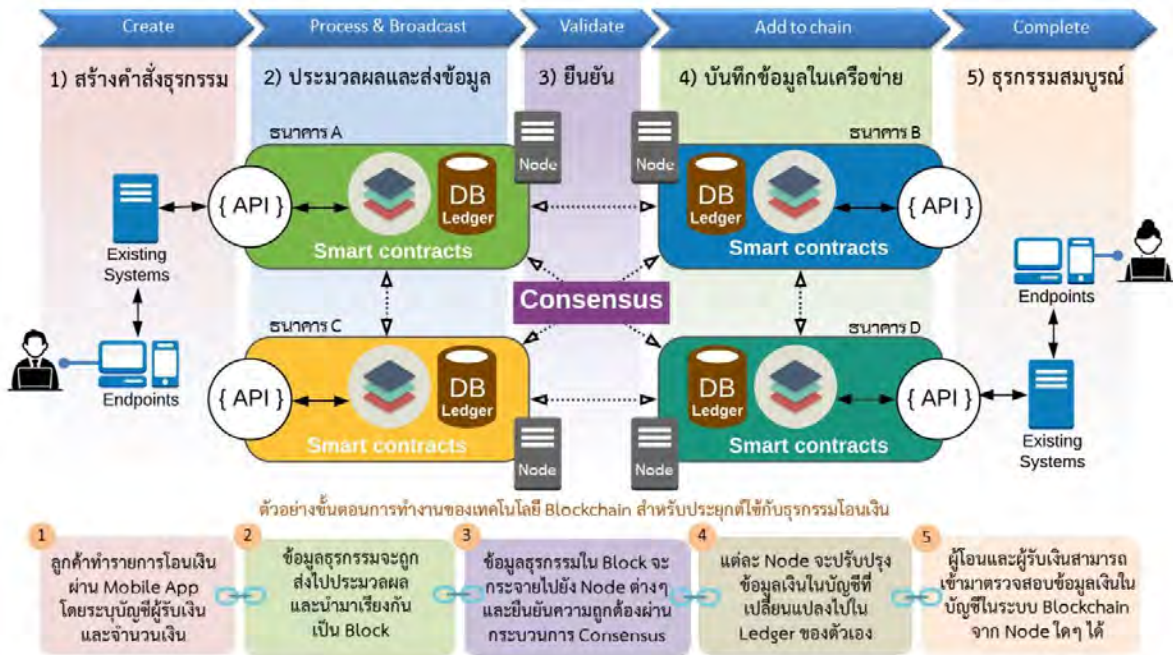 Create
Process & Broadcast
Validate
Add to chain
Complete
1) สร้างคำสั่งธุรกรรม
2) ประมวลผลและส่งข้อมูล
3) ยืนยัน
4) บันทึกข้อมูลในเครือข่าย
5) ธุรกรรมสมบูรณ์
ธนาคาร A
Node
{ API }
DB
Ledger
Smart contracts
ธนาคาร B
Node
DB
Ledger
{ API }
Smart contracts
Existing
Systems
Endpoints
Consensus
ธนาคาร C
{ API }
DB
Ledger
Smart contracts
Node
ธนาคาร D
DB
Ledger
{ API }
Smart contracts
Node
Endpoints
Existing
Systems
ตัวอย่างขั้นตอนการทำงานของเทคโนโลยี Blockchain สำหรับประยุกต์ใช้กับธุรกรรมโอนเงิน
1
ลูกค้าทำรายการโอนเงิน
ผ่าน Mobile App
โดยระบุบัญชีผู้รับเงิน
และจำนวนเงิน
2
ข้อมูลธุรกรรมจะถูก
ส่งไปประมวลผล
และนำมาเรียงกัน
เป็น Block
3
ข้อมูลธุรกรรมใน Block จะ
กระจายไปยัง Node ต่างๆ
และยืนยันความถูกต้องผ่าน
กระบวนการ Consensus
4
แต่ละ Node จะปรับปรุง
ข้อมูลเงินในบัญชีที่
เปลี่ยนแปลงไปใน
Ledger ของตัวเอง
5
ผู้โอนและผู้รับเงินสามารถ
เข้ามาตรวจสอบข้อมูลเงินใน
บัญชีในระบบ Blockchain
จาก Node ใดๆ ได้